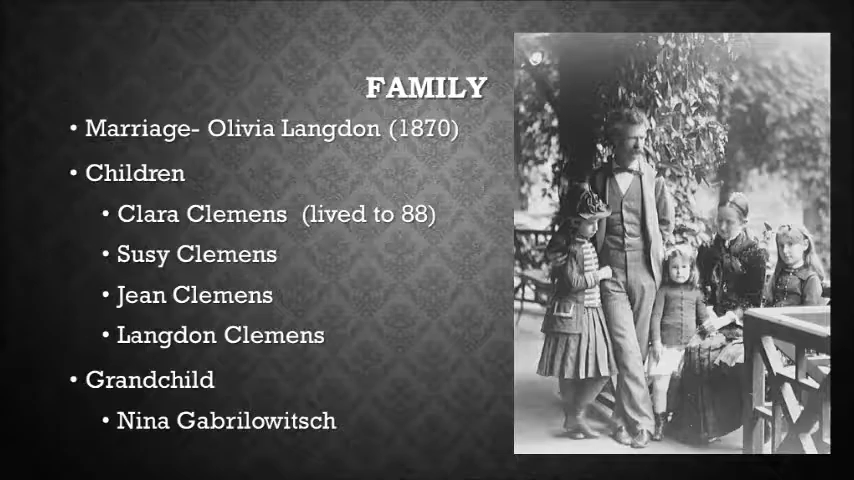 FAMILY
• Marriage- Olivia Langdon (1870)
• Children
• Clara Clemens (lived to 88)
• Susy Clemens
• Jean Clemens
• Langdon Clemens
• Grandchild
• Nina Gabrilowitsch